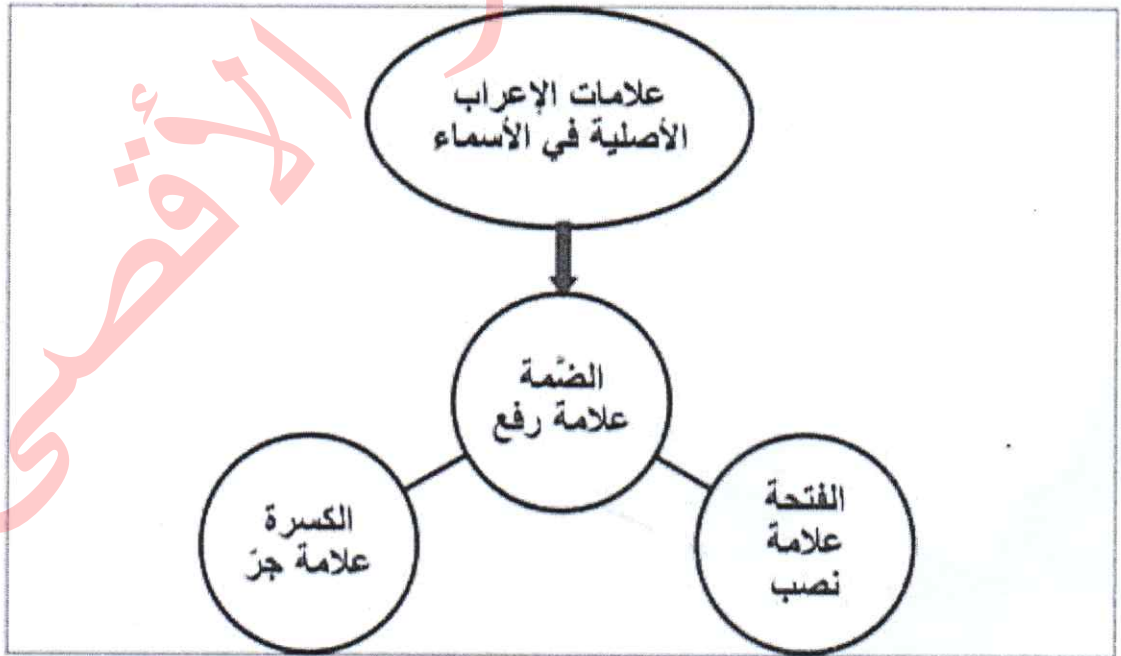 علامات الإعراب
الأصلية في الأسماء
الضَّمة
علامة رفع
الفتحة
علامة
نصب
الكسرة
علامة جرّ
الأقصى